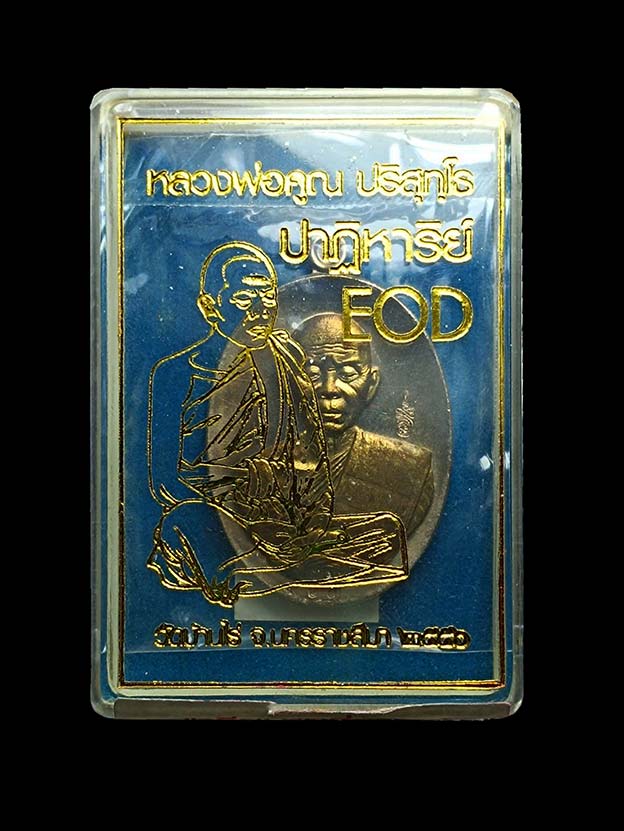 หลวงพ่อคูณ ปริสุทฺโธ
ปาฏิหาริย์
EOD
วัดบ้านไร่ จ.นครราชสีมา ๒๕๕๖